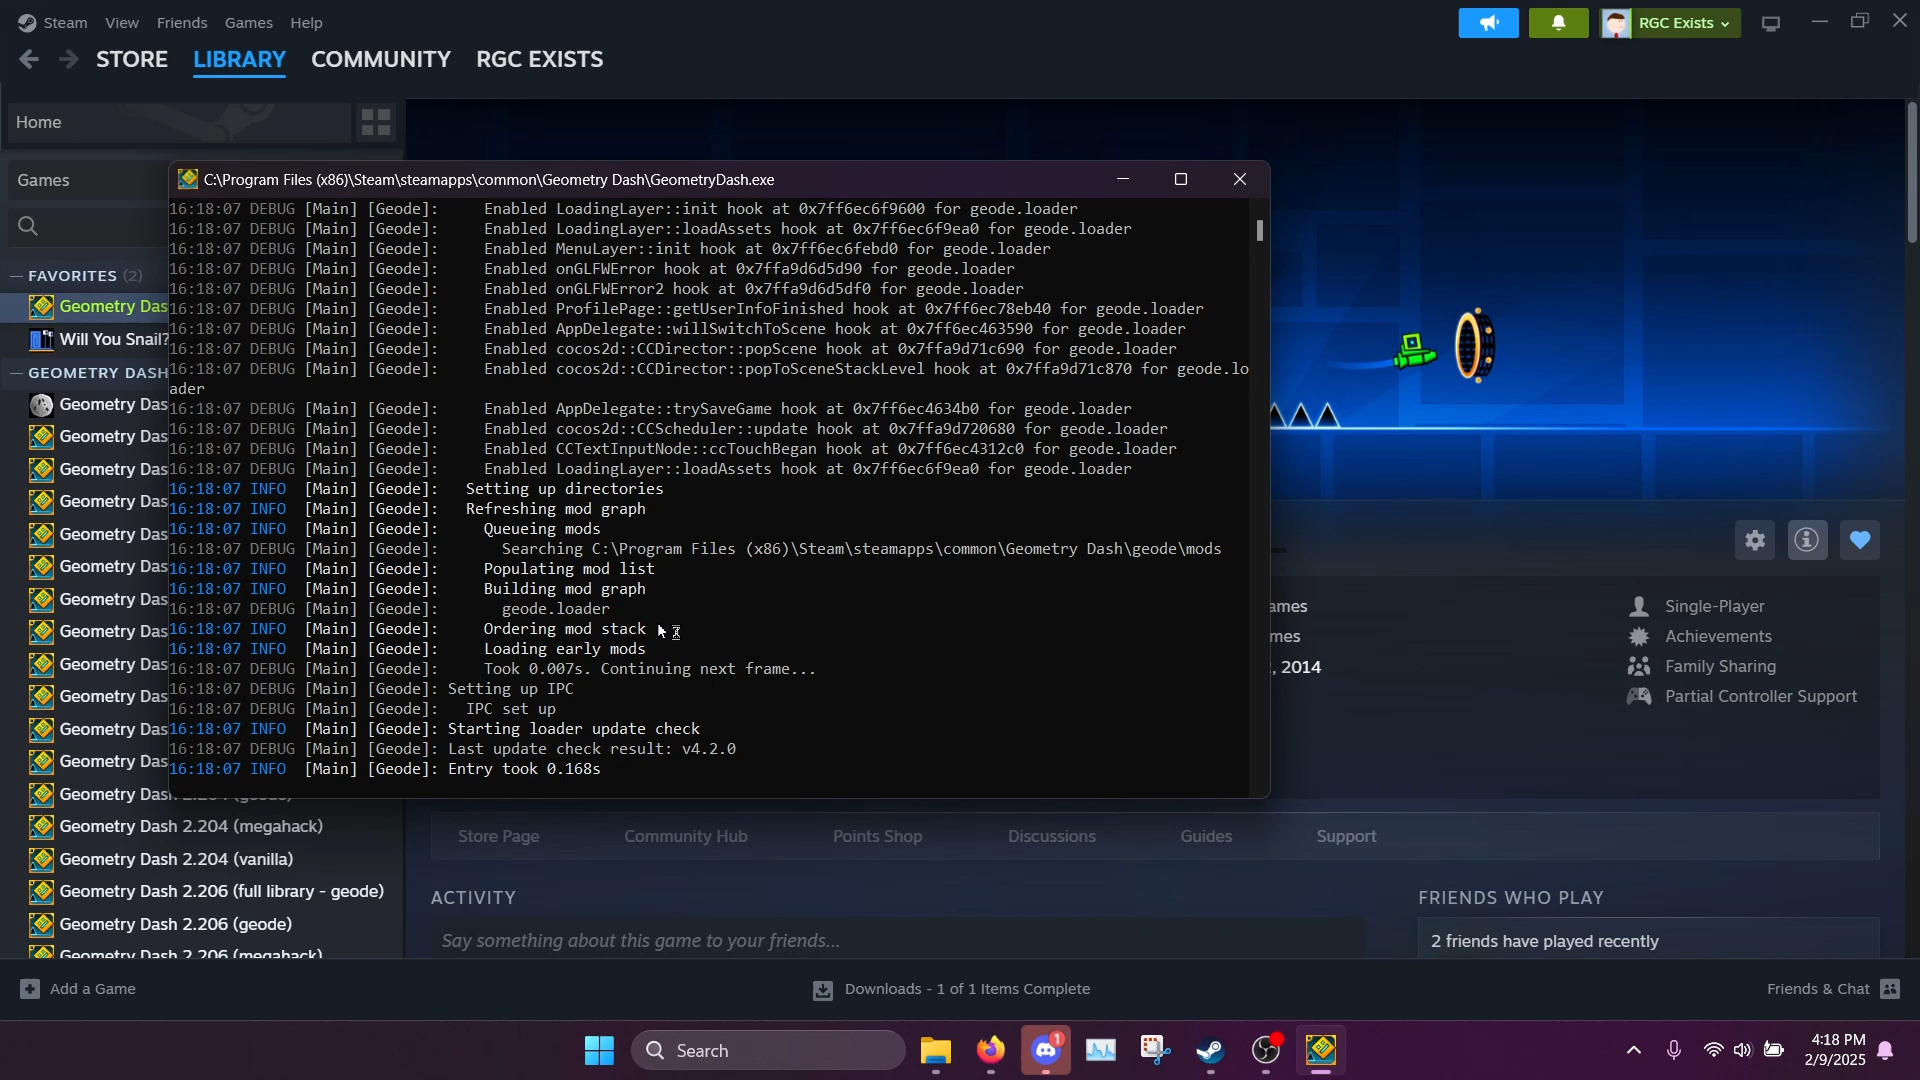 Steam View Friends Games Help
RGC Exists
STORE LIBRARY COMMUNITY RGC EXISTS
Home
Games
— FAVORITES (2)
Geometry Das
Will You Snail?
— GEOMETRY DASH
Geometry Das
Geometry Das
Geometry Das
Geometry Das
Geometry Das
Geometry Das
Geometry Das
Geometry Das
Geometry Das
Geometry Das
Geometry Das
Geometry Das
Geometry Das
Geometry Dash 2.204 (megahack)
Geometry Dash 2.204 (vanilla)
Geometry Dash 2.206 (full library - geode)
Geometry Dash 2.206 (geode)
Geometry Dash 2.206 (megahack)
C:\Program Files (x86)\Steam\steamapps\common\Geometry Dash\GeometryDash.exe
16:18:07 DEBUG [Main] [Geode]: Enabled LoadingLayer::init hook at 0x7ff6ec6f9600 for geode.loader
16:18:07 DEBUG [Main] [Geode]: Enabled LoadingLayer::loadAssets hook at 0x7ff6ec6f9ea0 for geode.loader
16:18:07 DEBUG [Main] [Geode]: Enabled MenuLayer::init hook at 0x7ff6ec6febd0 for geode.loader
16:18:07 DEBUG [Main] [Geode]: Enabled onGLFWError hook at 0x7ffa9d6d5d90 for geode.loader
16:18:07 DEBUG [Main] [Geode]: Enabled onGLFWError2 hook at 0x7ffa9d6d5df0 for geode.loader
16:18:07 DEBUG [Main] [Geode]: Enabled ProfilePage::getUserInfoFinished hook at 0x7ff6ec78eb40 for geode.loader
16:18:07 DEBUG [Main] [Geode]: Enabled AppDelegate::willSwitchToScene hook at 0x7ff6ec463590 for geode.loader
16:18:07 DEBUG [Main] [Geode]: Enabled cocos2d::CCDirector::popScene hook at 0x7ffa9d71c690 for geode.loader
16:18:07 DEBUG [Main] [Geode]: Enabled cocos2d::CCDirector::popToSceneStackLevel hook at 0x7ffa9d71c870 for geode.lo
ader
16:18:07 DEBUG [Main] [Geode]: Enabled AppDelegate::trySaveGame hook at 0x7ff6ec4634b0 for geode.loader
16:18:07 DEBUG [Main] [Geode]: Enabled cocos2d::CCScheduler::update hook at 0x7ffa9d720680 for geode.loader
16:18:07 DEBUG [Main] [Geode]: Enabled CCTextInputNode::ccTouchBegan hook at 0x7ff6ec4312c0 for geode.loader
16:18:07 DEBUG [Main] [Geode]: Enabled LoadingLayer::loadAssets hook at 0x7ff6ec6f9ea0 for geode.loader
16:18:07 INFO [Main] [Geode]: Setting up directories
16:18:07 INFO [Main] [Geode]: Refreshing mod graph
16:18:07 INFO [Main] [Geode]: Queueing mods
16:18:07 DEBUG [Main] [Geode]: Searching C:\Program Files (x86)\Steam\steamapps\common\Geometry Dash\geode\mods
16:18:07 INFO [Main] [Geode]: Populating mod list
16:18:07 INFO [Main] [Geode]: Building mod graph
16:18:07 DEBUG [Main] [Geode]: geode.loader
16:18:07 INFO [Main] [Geode]: Ordering mod stack
16:18:07 INFO [Main] [Geode]: Loading early mods
16:18:07 DEBUG [Main] [Geode]: Took 0.007s. Continuing next frame...
16:18:07 DEBUG [Main] [Geode]: Setting up IPC
16:18:07 DEBUG [Main] [Geode]: IPC set up
16:18:07 INFO [Main] [Geode]: Starting loader update check
16:18:07 DEBUG [Main] [Geode]: Last update check result: v4.2.0
16:18:07 INFO [Main] [Geode]: Entry took 0.168s
ames
mes
, 2014
Single-Player
Achievements
Family Sharing
Partial Controller Support
Store Page Community Hub Points Shop Discussions Guides Support
ACTIVITY
Say something about this game to your friends...
FRIENDS WHO PLAY
2 friends have played recently
Add a Game
Downloads - 1 of 1 Items Complete
Friends & Chat
Search
1
4:18 PM
2/9/2025